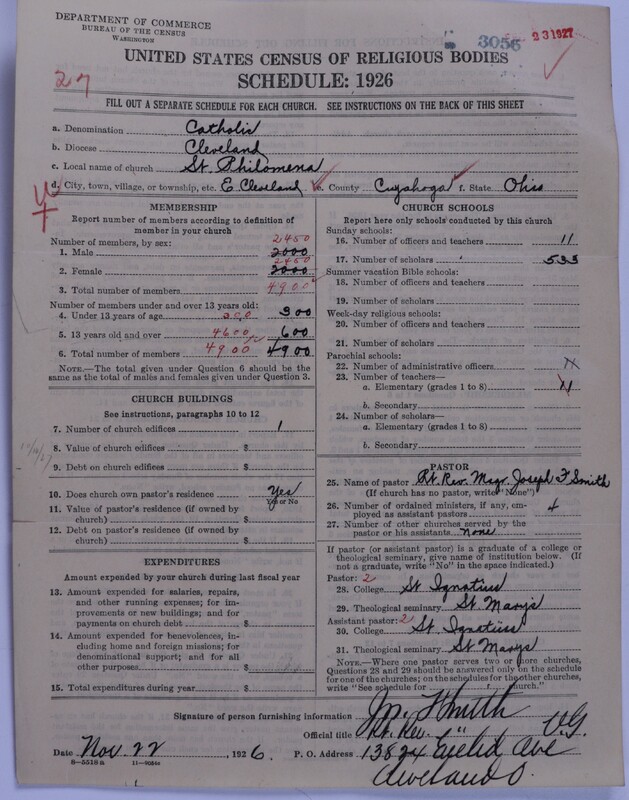 DEPARTMENT OF COMMERCE
BUREAU OF THE CENSUS
WASHINGTON
3056
23 1927
UNITED STATES CENSUS OF RELIGIOUS BODIES
27
SCHEDULE: 1926
FILL OUT A SEPARATE SCHEDULE FOR EACH CHURCH. SEE INSTRUCTIONS ON THE BACK OF THIS SHEET
a. Denomination Catholic
b. Diocese Cleveland
c. Local name of church St. Philomena
d. City, town, village, or township, etc. E. Cleveland e. County Cuyahoga f. State Ohio
MEMBERSHIP
Report number of members according to definition of member in your church
Number of members, by sex: 2450
1. Male 2000
2450
2. Female 2000
3. Total number of members 4900
Number of members under and over 13 years old:
4. Under 13 years of age 300 300
5. 13 years old and over 4600 600
6. Total number of members 4900 4900
NOTE.—The total given under Question 6 should be
same as the total of males and females given under Question 3.
CHURCH BUILDINGS
See instructions, paragraphs 10 to 12
7. Number of church edifices 1
8. Value of church edifices $
9. Debt on church edifices $
10. Does church own pastor's residence Yes
Yes or No
11. Value of pastor's residence (if owned by
church) $
12. Debt on pastor's residence (if owned by
church) $
EXPENDITURES
Amount expended by your church during last fiscal year
13. Amount expended for salaries, repairs,
and other running expenses; for im-
provements or new buildings; and for
payments on church debt $
14. Amount expended for benevolences, in-
cluding home and foreign missions; for
denominational support; and for all
other purposes $
15. Total expenditures during year $
CHURCH SCHOOLS
Report here only schools conducted by this church
Sunday schools:
16. Number of officers and teachers 11
17. Number of scholars 533
Summer vacation Bible schools:
18. Number of officers and teachers
19. Number of scholars
Week-day religious schools:
20. Number of officers and teachers
21. Number of scholars
Parochial schools:
22. Number of administrative officers
23. Number of teachers—
a. Elementary (grades 1 to 8) 11
b. Secondary
24. Number of scholars—
a. Elementary (grades 1 to 8)
b. Secondary
PASTOR
25. Name of pastor Rt. Rev. Msgr. Joseph F Smith
(If church has no pastor, write "None")
26. Number of ordained ministers, if any, em-
ployed as assistant pastors 4
27. Number of other churches served by the
pastor or his assistants none
If pastor (or assistant pastor) is a graduate of a college or
theological seminary, give name of institution below. (If
not a graduate, write "No" in the space indicated.)
Pastor: 2
28. College St Ignatius
29. Theological seminary St Marys
Assistant pastor: 2
30. College St Ignatius
31. Theological seminary St Marys
NOTE.—Where one pastor serves two or more churches,
Questions 28 and 29 should be answered only on the schedule
for one of the churches; on the schedules for the other churches,
write "See schedule for church."
Signature of person furnishing information Jos. F Smith
Official title Rt. Rev. V.G.
Date Nov 22, 1926. P. O. Address 13824 Euclid Ave
8—5518a
Cleveland O.